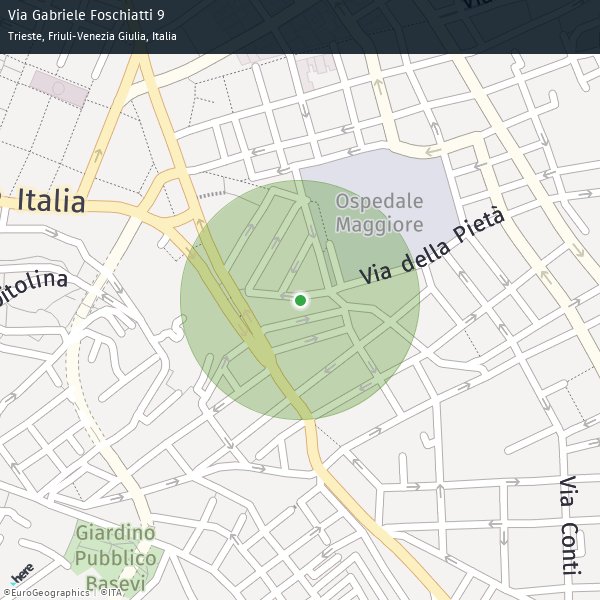 Via Gabriele Foschiatti 9
Trieste, Friuli-Venezia Giulia, Italia
Italia
Ospedale
Maggiore
Via della Pietà
pitolina
Via Conti
Giardino
Pubblico
Basevi
here
©EuroGeographics | ©ITA